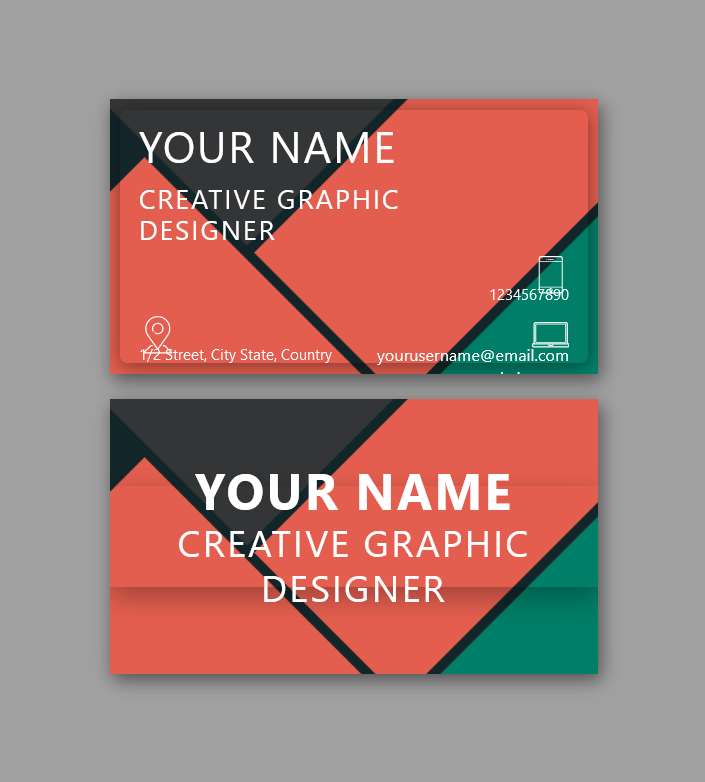 YOUR NAME
CREATIVE GRAPHIC
DESIGNER
1234567890
1/2 Street, City State, Country
yourusername@email.com
YOUR NAME
CREATIVE GRAPHIC
DESIGNER